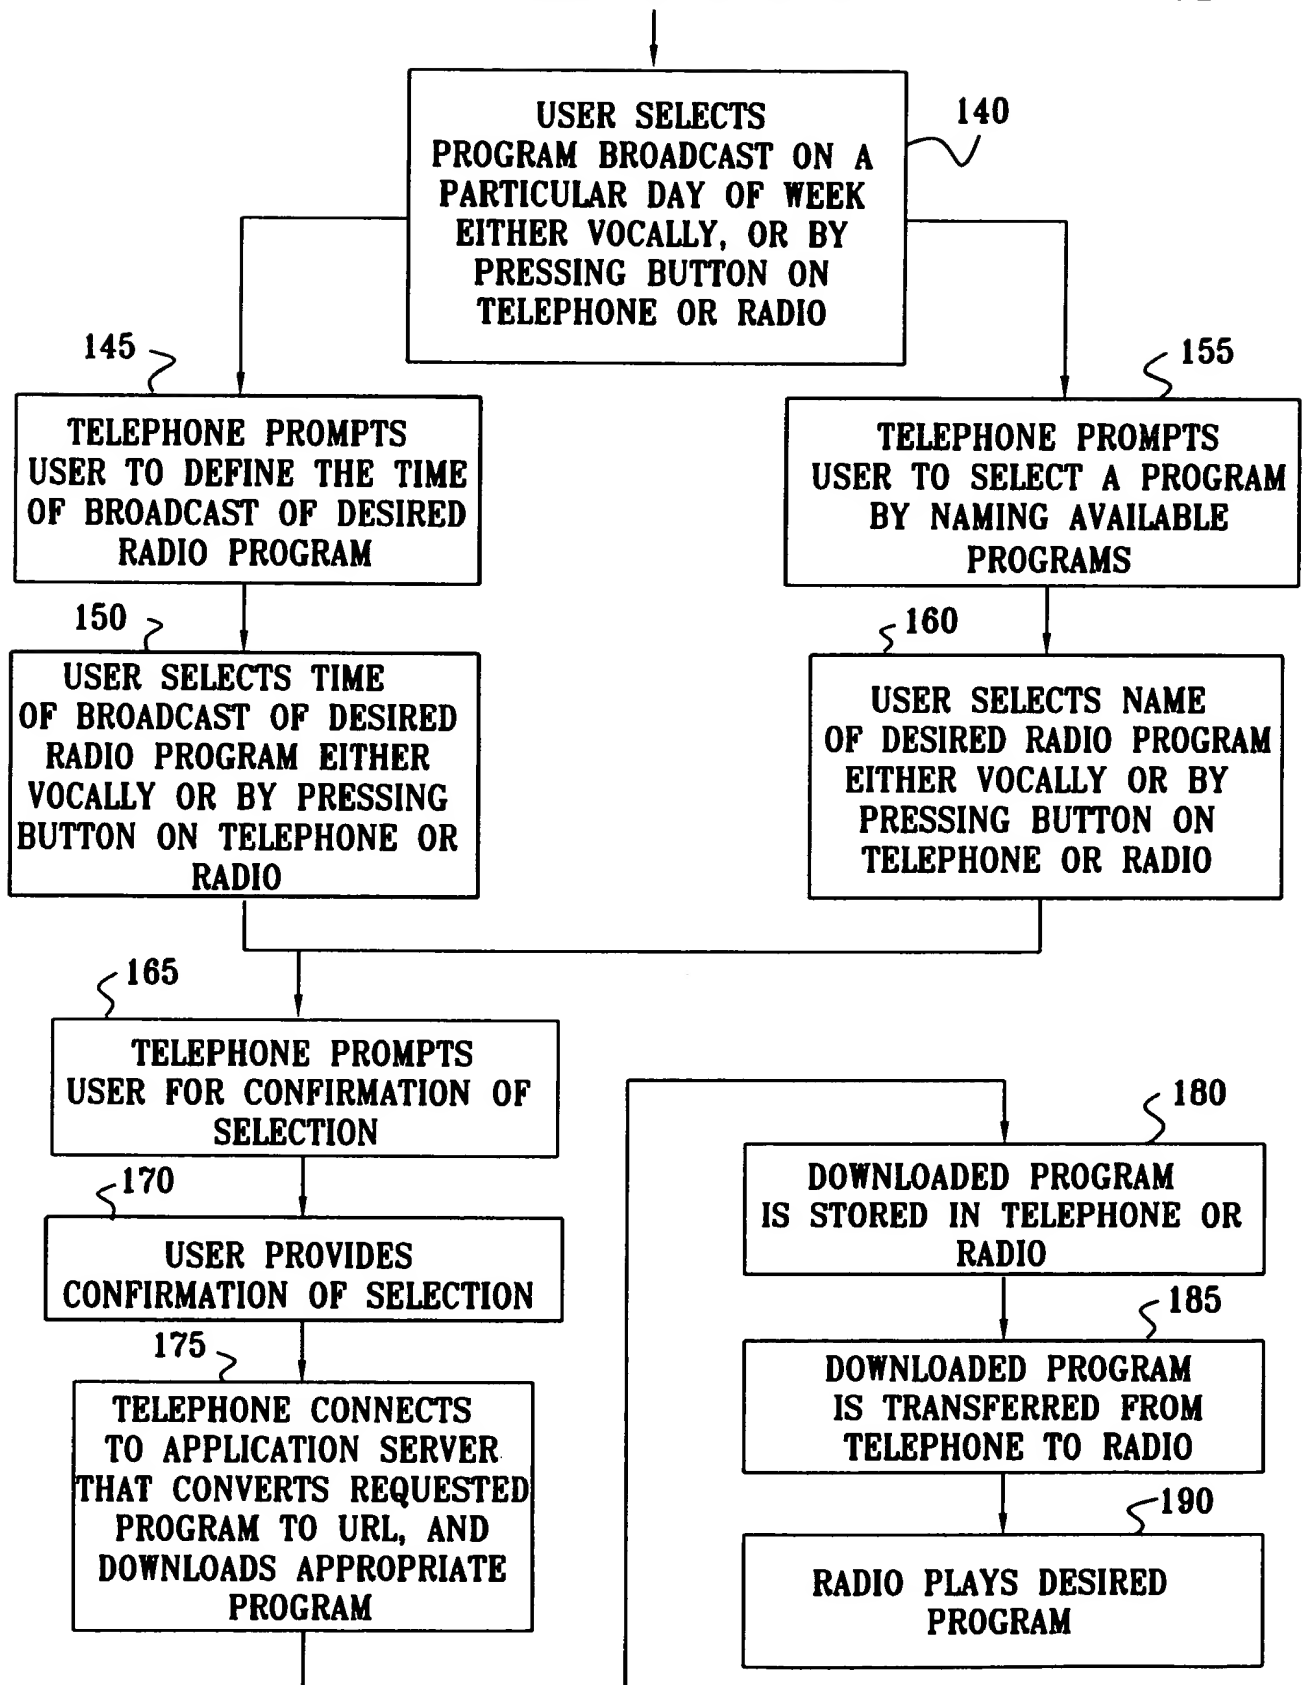 140
USER SELECTS
PROGRAM BROADCAST ON A
PARTICULAR DAY OF WEEK
EITHER VOCALLY, OR BY
PRESSING BUTTON ON
TELEPHONE OR RADIO
145
TELEPHONE PROMPTS
USER TO DEFINE THE TIME
OF BROADCAST OF DESIRED
RADIO PROGRAM
150
USER SELECTS TIME
OF BROADCAST OF DESIRED
RADIO PROGRAM EITHER
VOCALLY OR BY PRESSING
BUTTON ON TELEPHONE OR
RADIO
155
TELEPHONE PROMPTS
USER TO SELECT A PROGRAM
BY NAMING AVAILABLE
PROGRAMS
160
USER SELECTS NAME
OF DESIRED RADIO PROGRAM
EITHER VOCALLY OR BY
PRESSING BUTTON ON
TELEPHONE OR RADIO
165
TELEPHONE PROMPTS
USER FOR CONFIRMATION OF
SELECTION
170
USER PROVIDES
CONFIRMATION OF SELECTION
175
TELEPHONE CONNECTS
TO APPLICATION SERVER
THAT CONVERTS REQUESTED
PROGRAM TO URL, AND
DOWNLOADS APPROPRIATE
PROGRAM
180
DOWNLOADED PROGRAM
IS STORED IN TELEPHONE OR
RADIO
185
DOWNLOADED PROGRAM
IS TRANSFERRED FROM
TELEPHONE TO RADIO
190
RADIO PLAYS DESIRED
PROGRAM